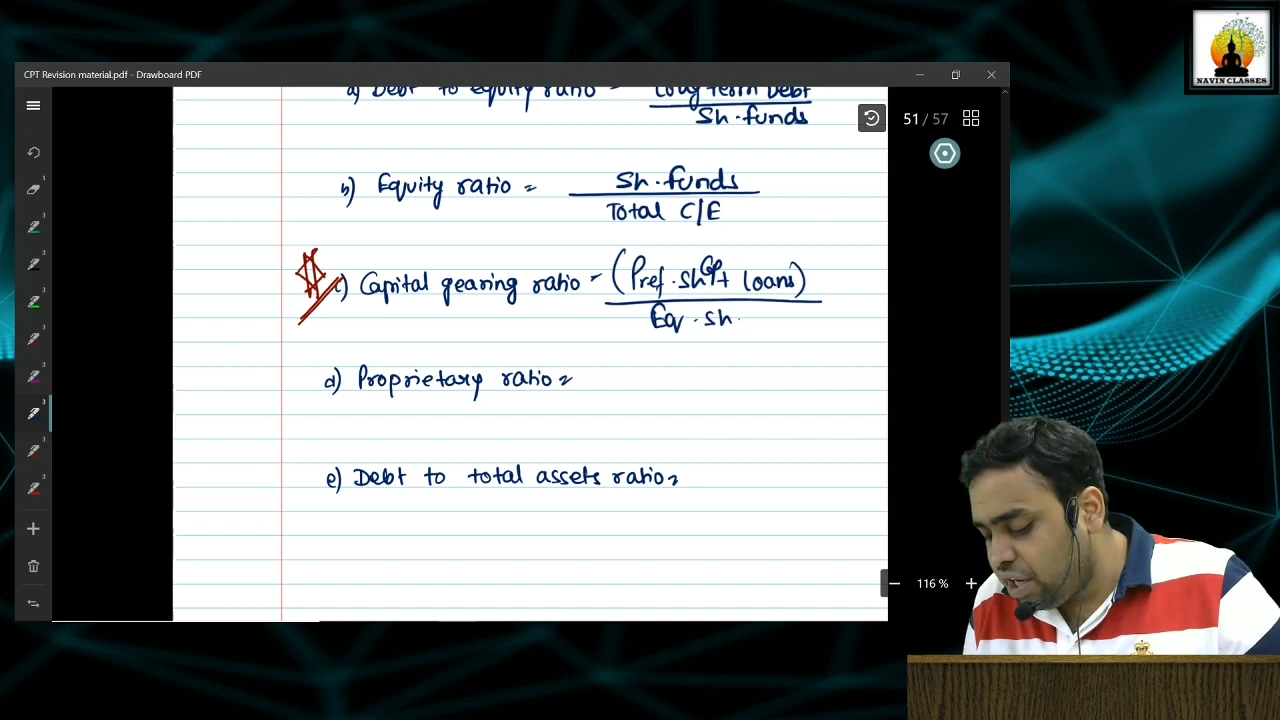 NAVIN CLASSES
CPT Revision material.pdf - Drawboard PDF
a) Debt to equity ratio = Long term Debt
Sh. funds
51 / 57
b) Equity ratio = Sh. funds
Total C/E
c) Capital gearing ratio = (Pref. sh Cp + loans)
Eq. sh.
d) Proprietary ratio =
e) Debt to total assets ratio =
116 %